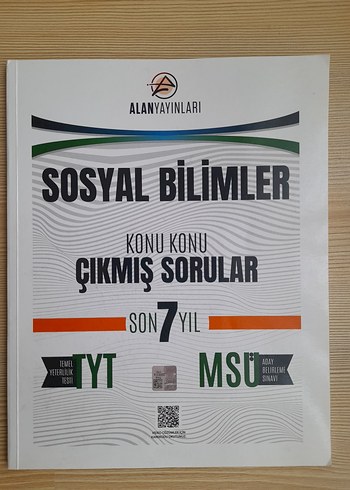 ALANYAYINLARI
SOSYAL BİLİMLER
KONU KONU
ÇIKMIŞ SORULAR
SON 7 YIL
TEMEL
YETERLİLİK
TESTİ
TYT
MSÜ
ADAY
BELİRLEME
SINAVI